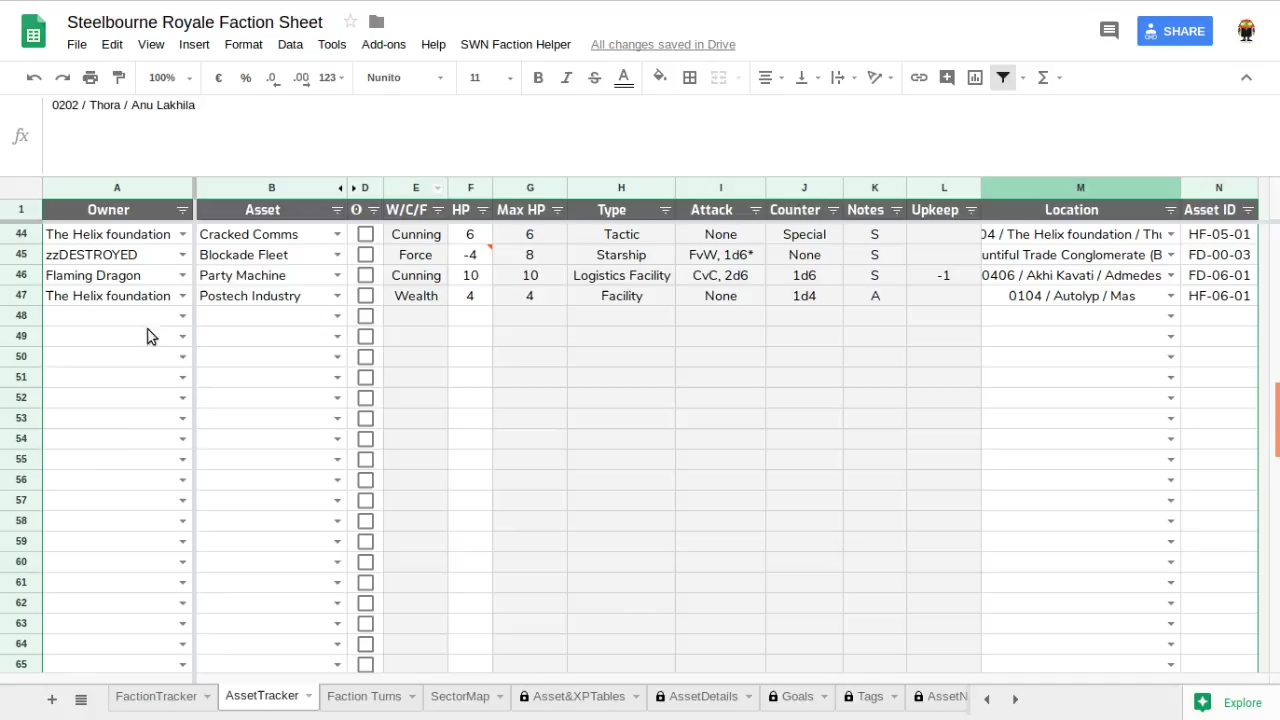 Steelbourne Royale Faction Sheet
File Edit View Insert Format Data Tools Add-ons Help SWN Faction Helper All changes saved in Drive
SHARE
100% € % .0 .00 123 Nunito 11 B I S A Σ
0202 / Thora / Anu Lakhila
fx
A B D E F G H I J K L M N
1 Owner Asset W/C/F HP Max HP Type Attack Counter Notes Upkeep Location Asset ID
44 The Helix foundation Cracked Comms Cunning 6 6 Tactic None Special S 04 / The Helix foundation / Thu HF-05-01
45 zzDESTROYED Blockade Fleet Force -4 8 Starship FvW, 1d6* None S untiful Trade Conglomerate (B FD-00-03
46 Flaming Dragon Party Machine Cunning 10 10 Logistics Facility CvC, 2d6 1d6 S -1 0406 / Akhi Kavati / Admedes FD-06-01
47 The Helix foundation Postech Industry Wealth 4 4 Facility None 1d4 A 0104 / Autolyp / Mas HF-06-01
48
49
50
51
52
53
54
55
56
57
58
59
60
61
62
63
64
65
FactionTracker AssetTracker Faction Turns SectorMap Asset&XPTables AssetDetails Goals Tags AssetN Explore